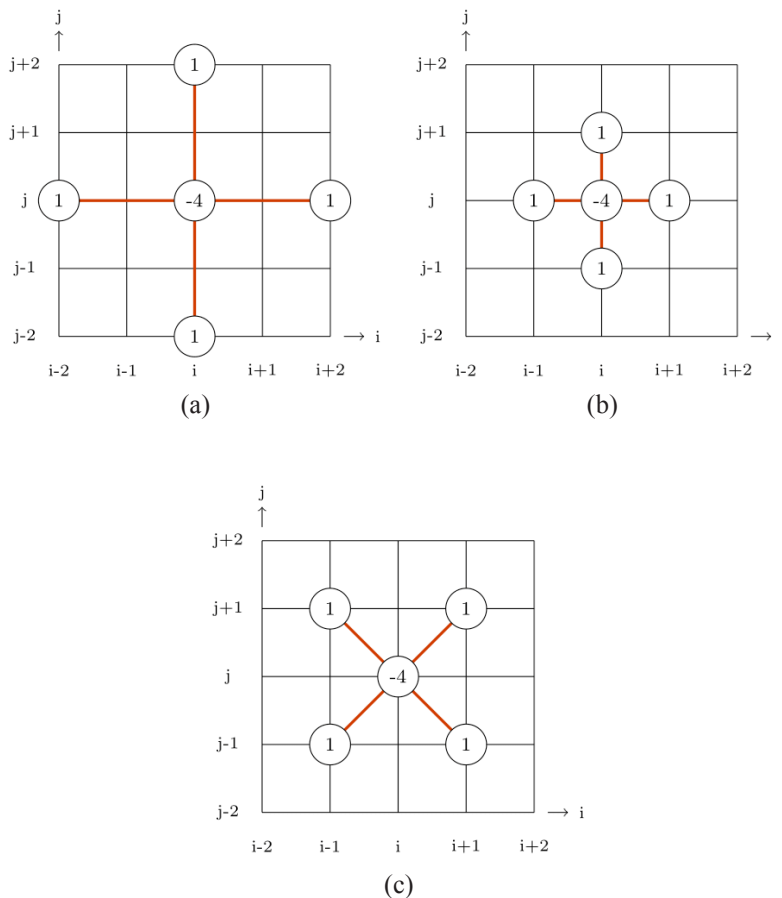 j j
j+2 1 j+2
j+1 j+1 1
j 1 -4 1 j 1 -4 1
j-1 j-1 1
j-2 1 → i j-2 →
i-2 i-1 i i+1 i+2 i-2 i-1 i i+1 i+2
(a) (b)
j
j+2
j+1 1 1
j -4
j-1 1 1
j-2 → i
i-2 i-1 i i+1 i+2
(c)